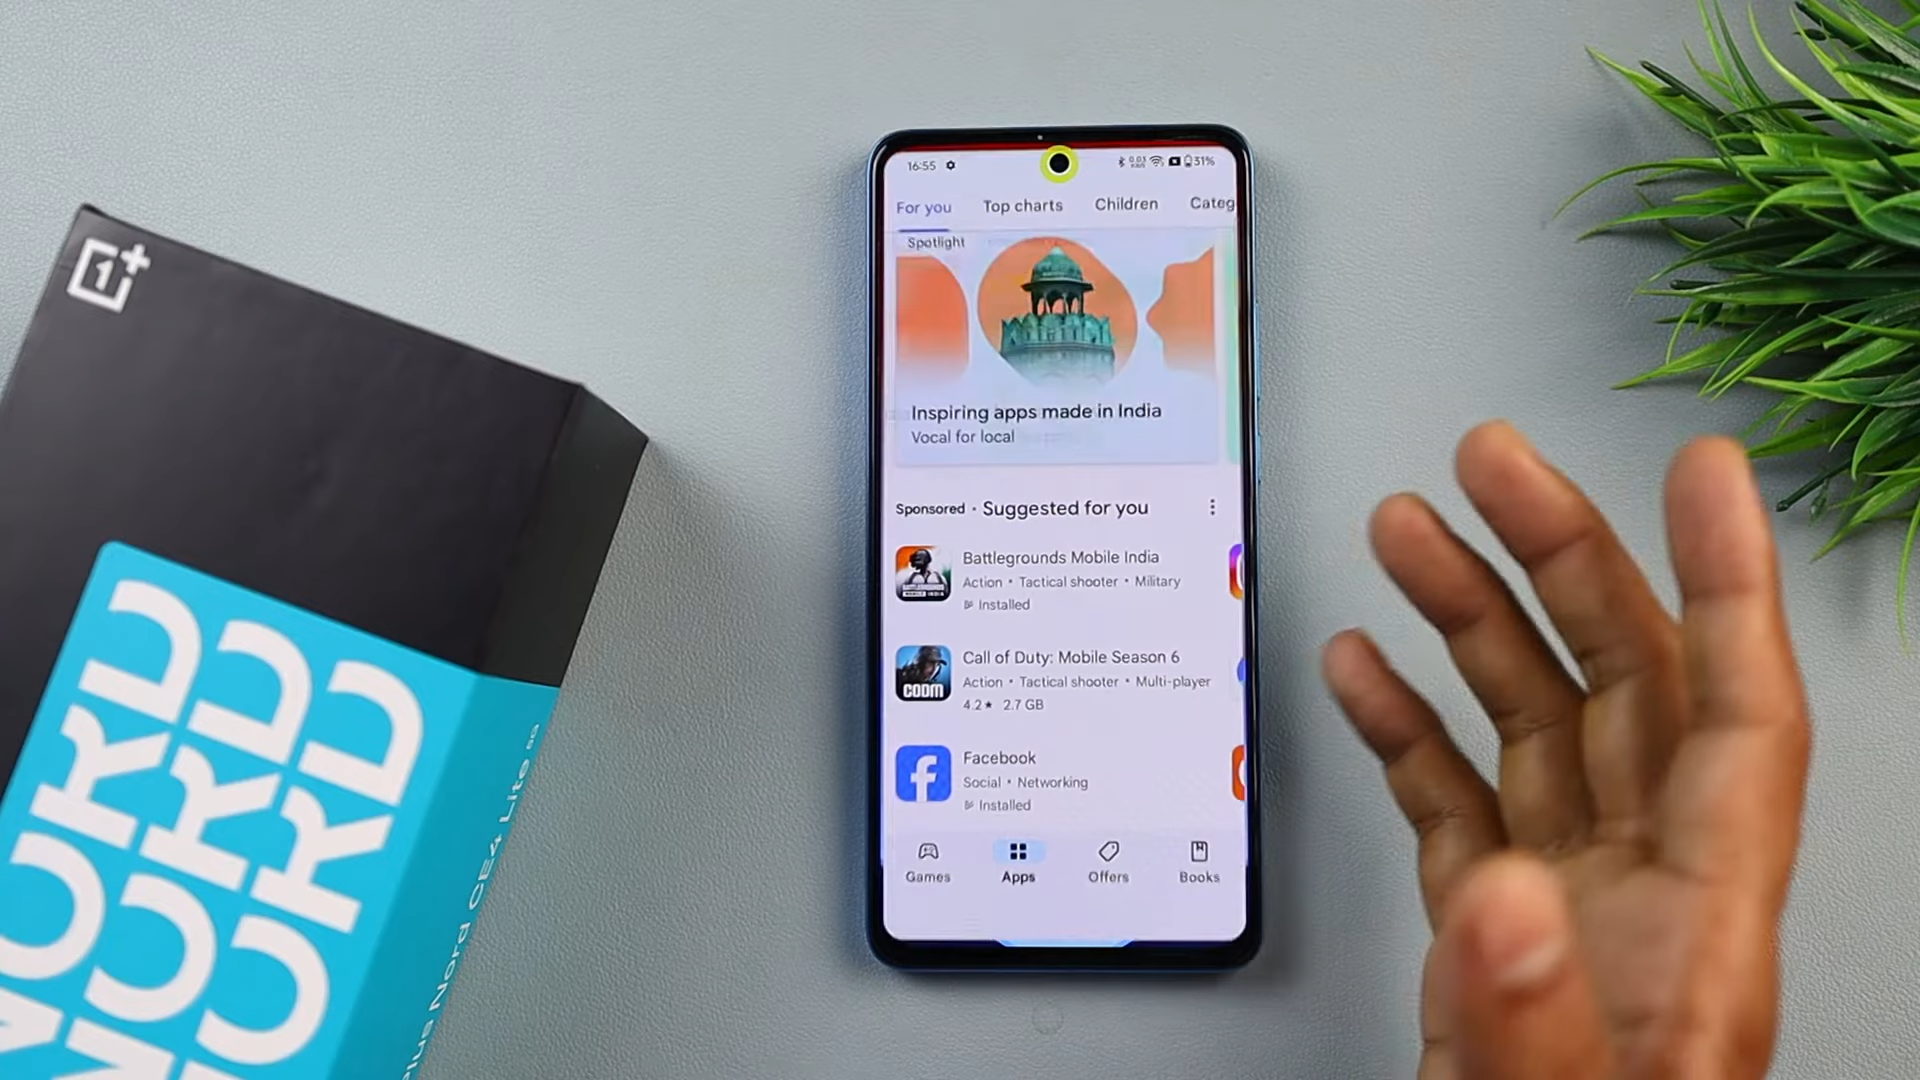 16:55
0.03
31%
For you Top charts Children Categ
Spotlight
Inspiring apps made in India
Vocal for local
Sponsored • Suggested for you
Battlegrounds Mobile India
Action • Tactical shooter • Military
Installed
Call of Duty: Mobile Season 6
Action • Tactical shooter • Multi-player
4.2★ 2.7 GB
CODM
Facebook
Social • Networking
Installed
Games Apps Offers Books
1+
NORD
NORD
NORD
Plus Nord CE4 Lite 5G